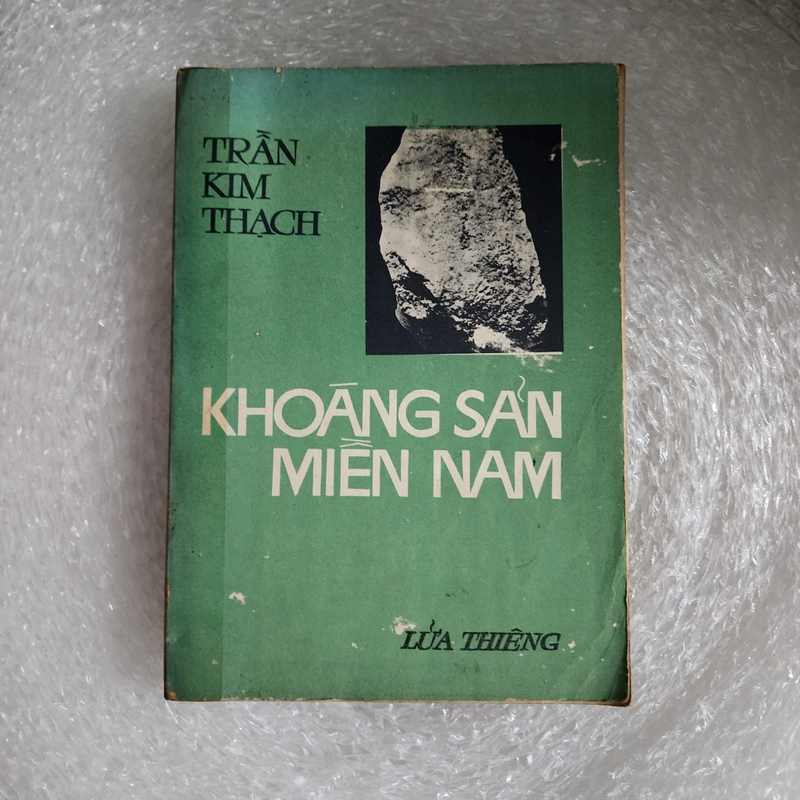 TRẦN
KIM
THẠCH
KHOÁNG SẢN
MIỀN NAM
LỬA THIÊNG